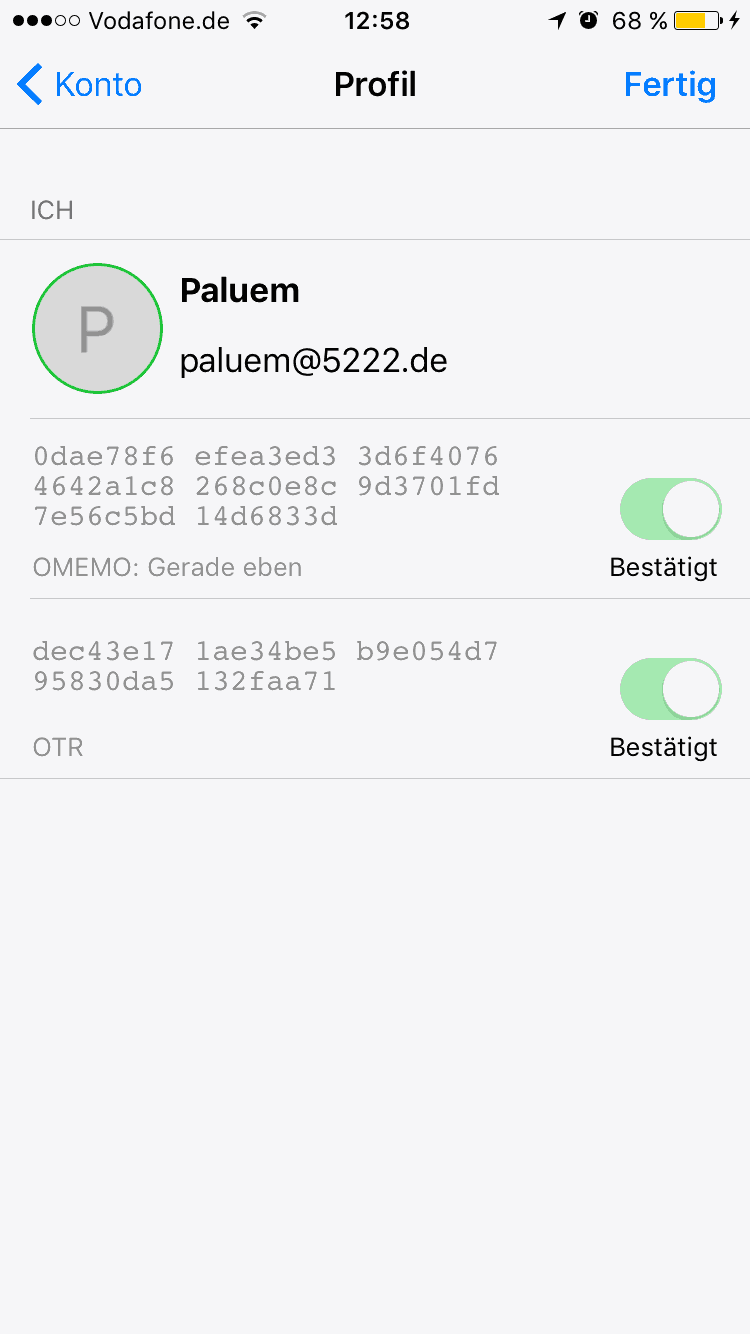 Vodafone.de 12:58 68 %
Konto Profil Fertig
ICH
P
Paluem
paluem@5222.de
0dae78f6 efea3ed3 3d6f4076
4642a1c8 268c0e8c 9d3701fd
7e56c5bd 14d6833d
OMEMO: Gerade eben Bestätigt
dec43e17 1ae34be5 b9e054d7
95830da5 132faa71
OTR Bestätigt